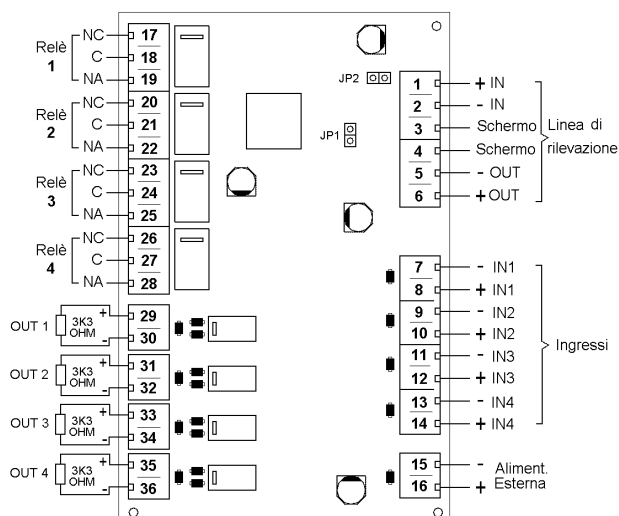 Relè
1
NC
C
NA
17
18
19
Relè
2
NC
C
NA
20
21
22
Relè
3
NC
C
NA
23
24
25
Relè
4
NC
C
NA
26
27
28
OUT 1
3K3
OHM
+
-
29
30
OUT 2
3K3
OHM
+
-
31
32
OUT 3
3K3
OHM
+
-
33
34
OUT 4
3K3
OHM
+
-
35
36
JP2
JP1
1 + IN
2 - IN
3 Schermo
4 Schermo
5 - OUT
6 + OUT
Linea di
rilevazione
7 - IN1
8 + IN1
9 - IN2
10 + IN2
11 - IN3
12 + IN3
13 - IN4
14 + IN4
Ingressi
15 -
16 +
Aliment.
Esterna